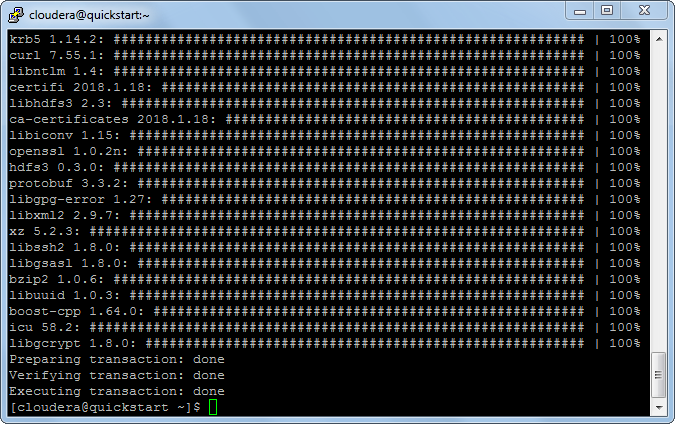 cloudera@quickstart:~
krb5 1.14.2: ########################################################### | 100%
curl 7.55.1: ########################################################### | 100%
libntlm 1.4: ########################################################### | 100%
certifi 2018.1.18: ##################################################### | 100%
libhdfs3 2.3: ########################################################## | 100%
ca-certificates 2018.1.18: ############################################# | 100%
libiconv 1.15: ######################################################### | 100%
openssl 1.0.2n: ######################################################## | 100%
hdfs3 0.3.0: ########################################################### | 100%
protobuf 3.3.2: ######################################################## | 100%
libgpg-error 1.27: ##################################################### | 100%
libxml2 2.9.7: ######################################################### | 100%
xz 5.2.3: ############################################################## | 100%
libssh2 1.8.0: ######################################################### | 100%
libgsasl 1.8.0: ######################################################## | 100%
bzip2 1.0.6: ########################################################### | 100%
libuuid 1.0.3: ######################################################### | 100%
boost-cpp 1.64.0: ###################################################### | 100%
icu 58.2: ############################################################## | 100%
libgcrypt 1.8.0: ####################################################### | 100%
Preparing transaction: done
Verifying transaction: done
Executing transaction: done
[cloudera@quickstart ~]$